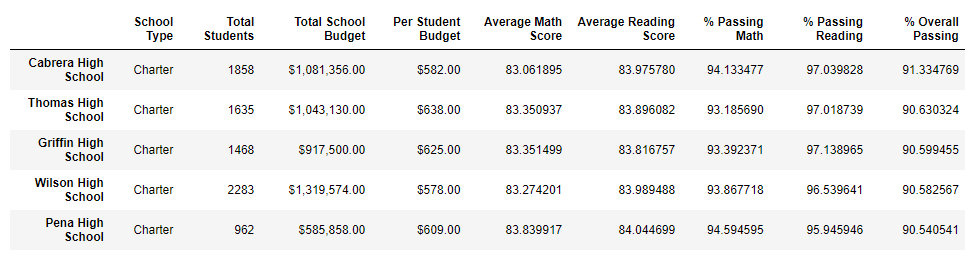 School Type Total Students Total School Budget Per Student Budget Average Math Score Average Reading Score % Passing Math % Passing Reading % Overall Passing
Cabrera High School Charter 1858 $1,081,356.00 $582.00 83.061895 83.975780 94.133477 97.039828 91.334769
Thomas High School Charter 1635 $1,043,130.00 $638.00 83.350937 83.896082 93.185690 97.018739 90.630324
Griffin High School Charter 1468 $917,500.00 $625.00 83.351499 83.816757 93.392371 97.138965 90.599455
Wilson High School Charter 2283 $1,319,574.00 $578.00 83.274201 83.989488 93.867718 96.539641 90.582567
Pena High School Charter 962 $585,858.00 $609.00 83.839917 84.044699 94.594595 95.945946 90.540541